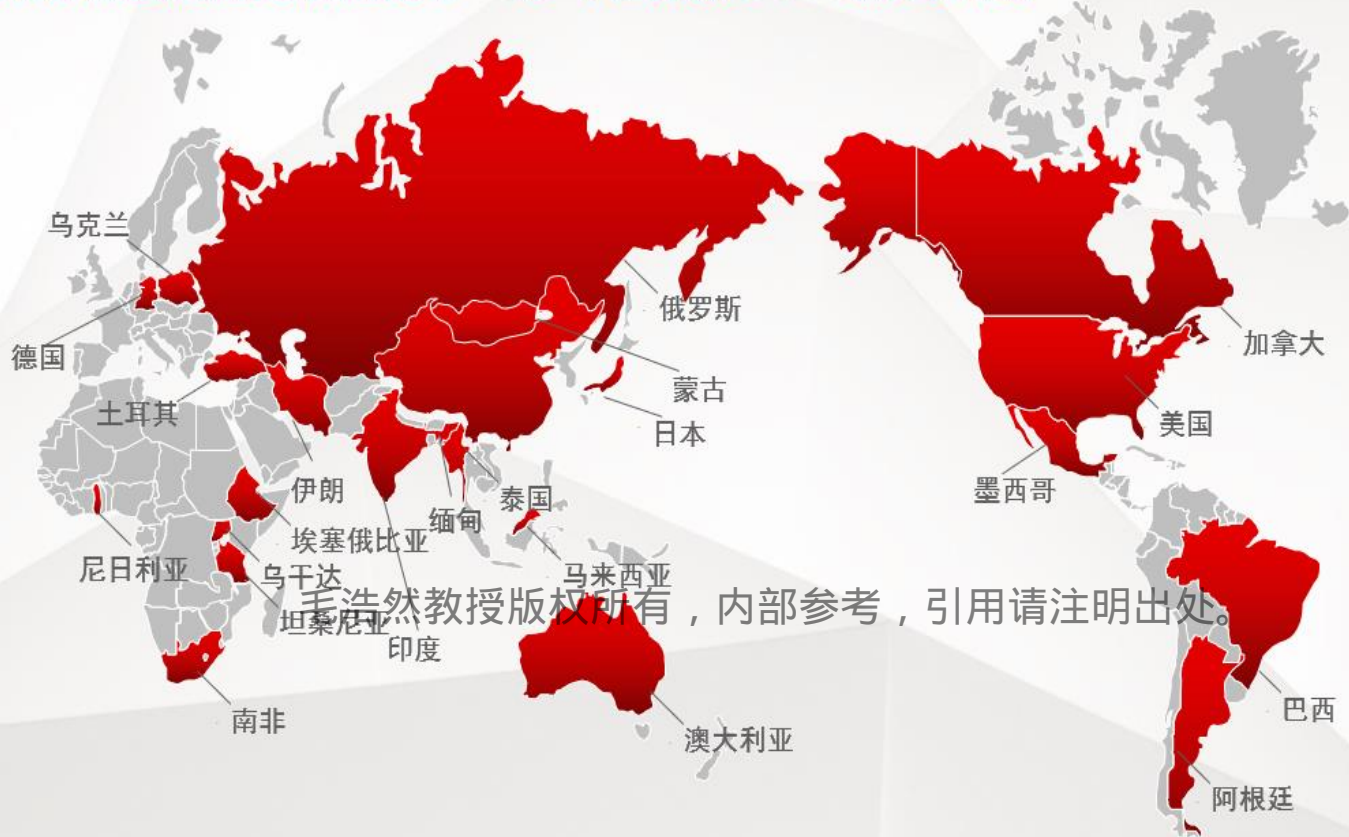 乌克兰
俄罗斯
加拿大
德国
蒙古
土耳其
美国
日本
伊朗
墨西哥
泰国
缅甸
埃塞俄比亚
尼日利亚
乌干达
马来西亚
毛浩然教授版权所有，内部参考，引用请注明出处。
坦桑尼亚
印度
南非
巴西
澳大利亚
阿根廷